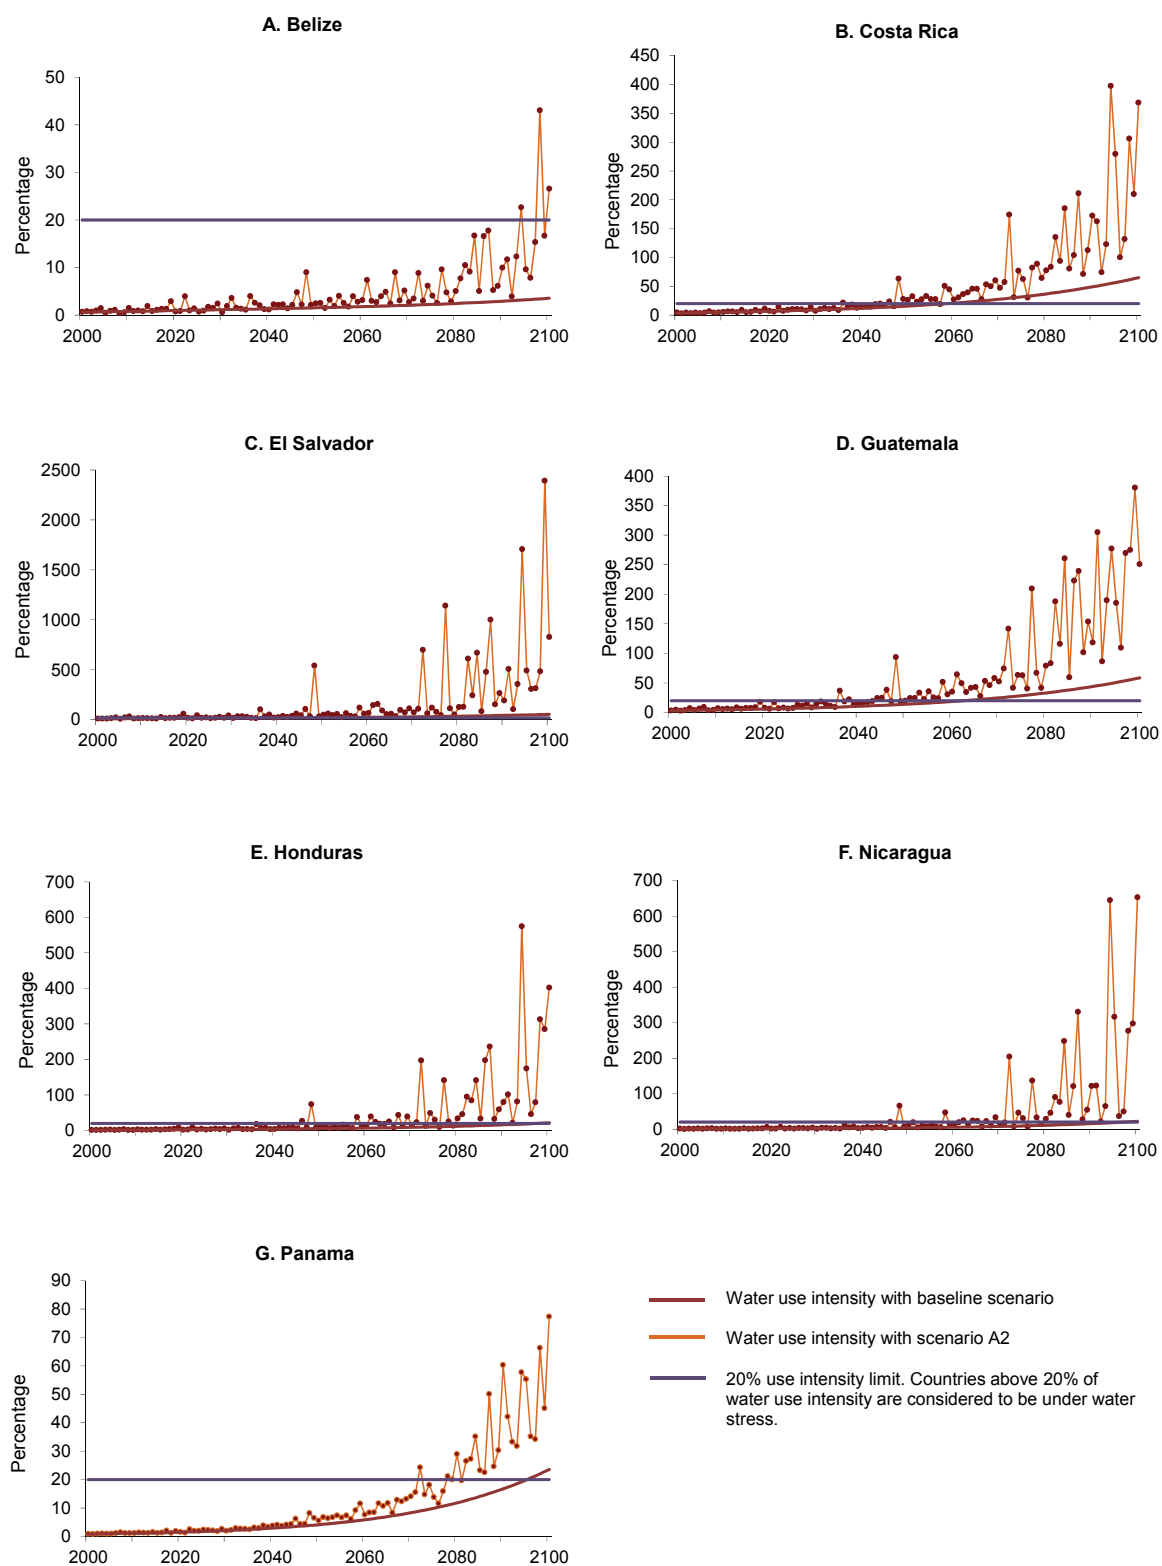 A. Belize
50
40
30
20
10
0
Percentage
2000 2020 2040 2060 2080 2100
B. Costa Rica
450
400
350
300
250
200
150
100
50
0
Percentage
2000 2020 2040 2060 2080 2100
C. El Salvador
2500
2000
1500
1000
500
0
Percentage
2000 2020 2040 2060 2080 2100
D. Guatemala
400
350
300
250
200
150
100
50
0
Percentage
2000 2020 2040 2060 2080 2100
E. Honduras
700
600
500
400
300
200
100
0
Percentage
2000 2020 2040 2060 2080 2100
F. Nicaragua
700
600
500
400
300
200
100
0
Percentage
2000 2020 2040 2060 2080 2100
G. Panama
90
80
70
60
50
40
30
20
10
0
Percentage
2000 2020 2040 2060 2080 2100
Water use intensity with baseline scenario
Water use intensity with scenario A2
20% use intensity limit. Countries above 20% of
water use intensity are considered to be under water
stress.